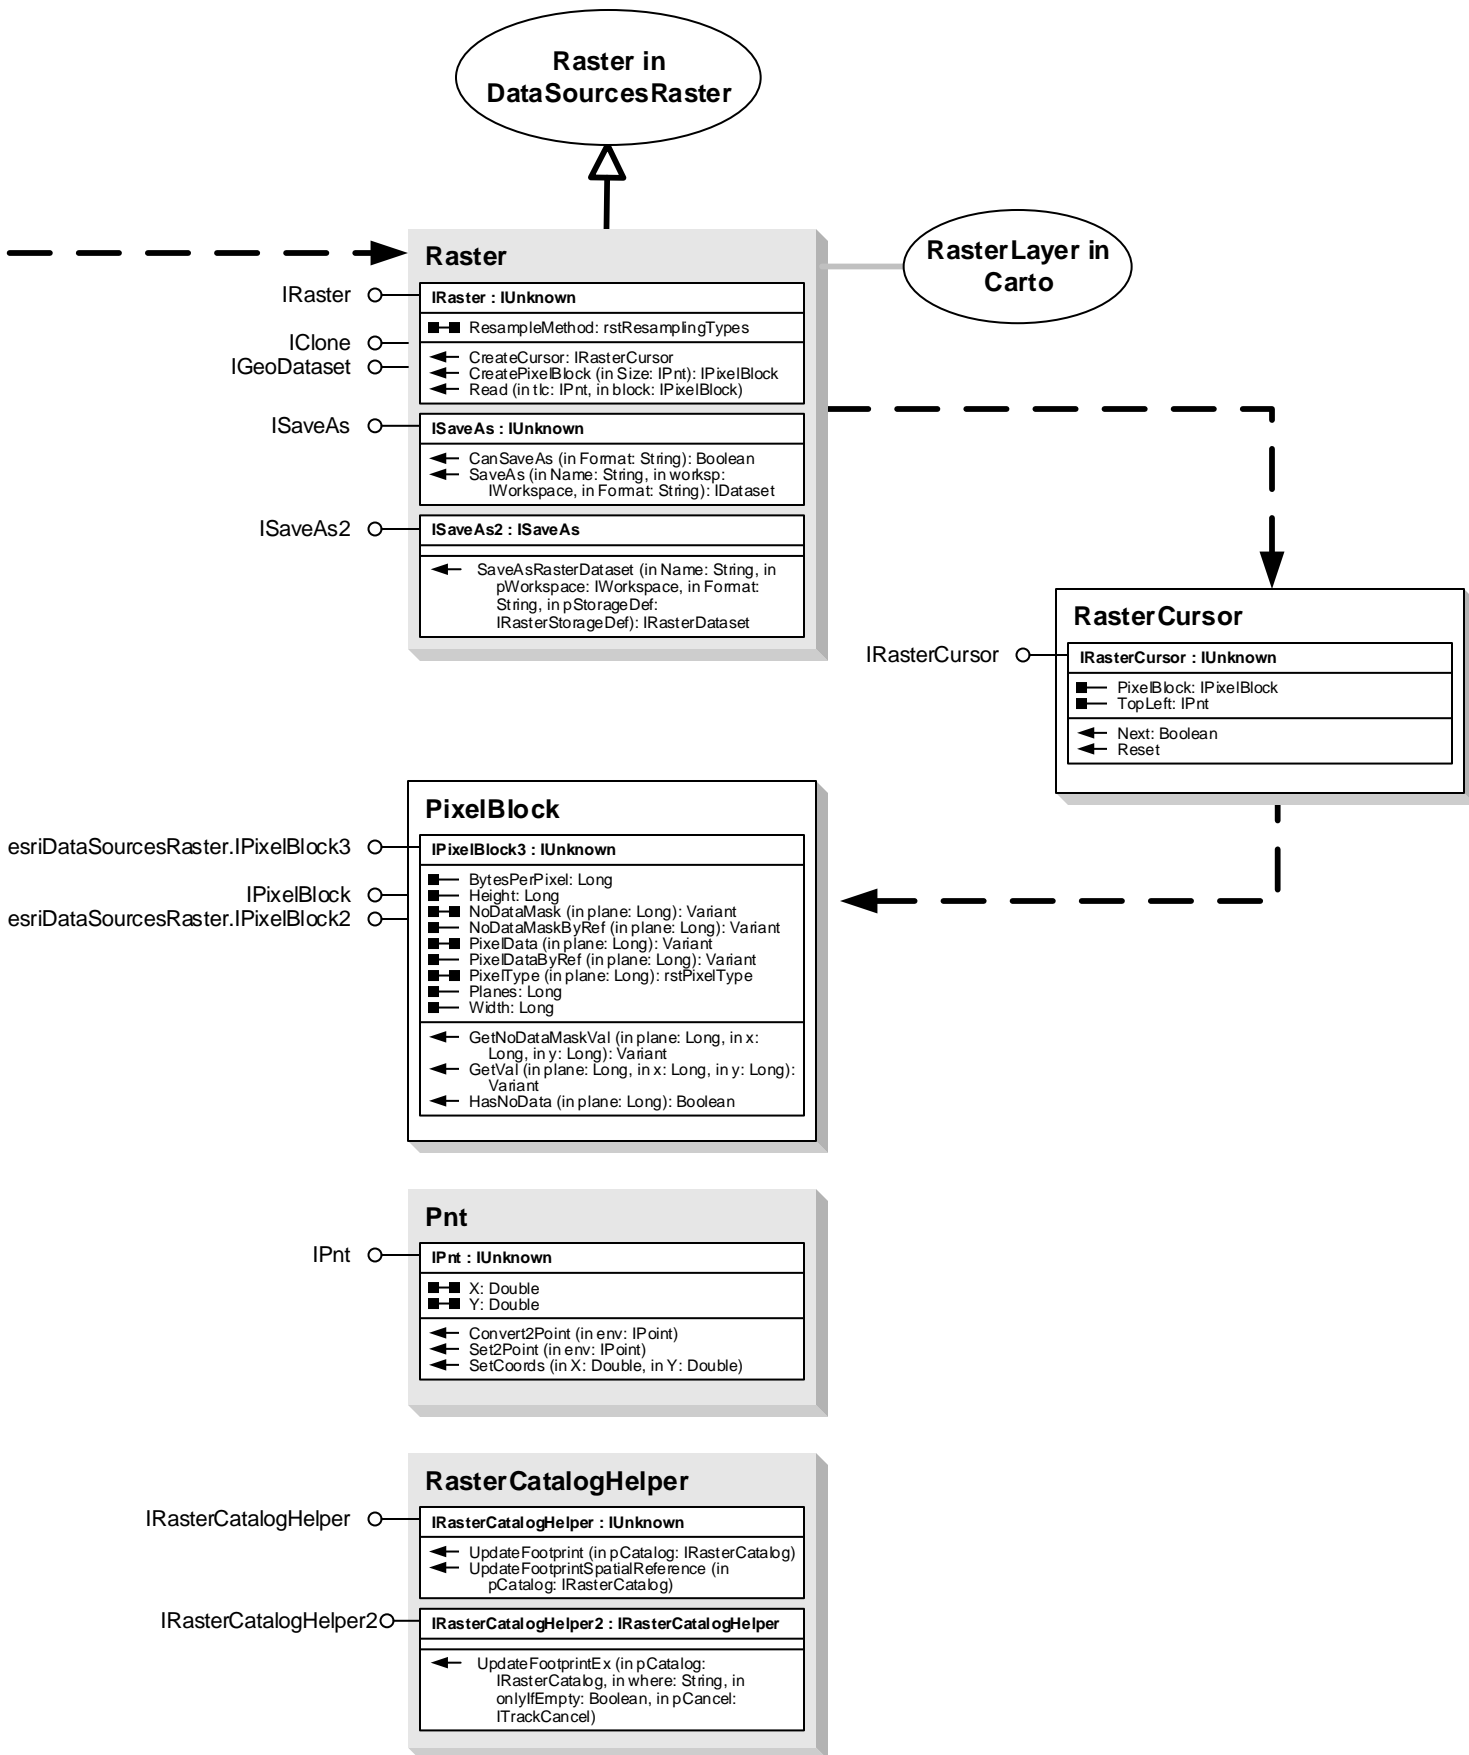 Raster in
DataSourcesRaster
RasterLayer in
Carto
Raster
IRaster
IRaster : IUnknown
ResampleMethod: rstResamplingTypes
IClone
IGeoDataset
CreateCursor: IRasterCursor
CreatePixelBlock (in Size: IPnt): IPixelBlock
Read (in tlc: IPnt, in block: IPixelBlock)
ISaveAs
ISaveAs : IUnknown
CanSaveAs (in Format: String): Boolean
SaveAs (in Name: String, in worksp:
IWorkspace, in Format: String): IDataset
ISaveAs2
ISaveAs2 : ISaveAs
SaveAsRasterDataset (in Name: String, in
pWorkspace: IWorkspace, in Format:
String, in pStorageDef:
IRasterStorageDef): IRasterDataset
RasterCursor
IRasterCursor
IRasterCursor : IUnknown
PixelBlock: IPixelBlock
TopLeft: IPnt
Next: Boolean
Reset
PixelBlock
esriDataSourcesRaster.IPixelBlock3
IPixelBlock
esriDataSourcesRaster.IPixelBlock2
IPixelBlock3 : IUnknown
BytesPerPixel: Long
Height: Long
NoDataMask (in plane: Long): Variant
NoDataMaskByRef (in plane: Long): Variant
PixelData (in plane: Long): Variant
PixelDataByRef (in plane: Long): Variant
PixelType (in plane: Long): rstPixelType
Planes: Long
Width: Long
GetNoDataMaskVal (in plane: Long, in x:
Long, in y: Long): Variant
GetVal (in plane: Long, in x: Long, in y: Long):
Variant
HasNoData (in plane: Long): Boolean
Pnt
IPnt
IPnt : IUnknown
X: Double
Y: Double
Convert2Point (in env: IPoint)
Set2Point (in env: IPoint)
SetCoords (in X: Double, in Y: Double)
RasterCatalogHelper
IRasterCatalogHelper
IRasterCatalogHelper : IUnknown
UpdateFootprint (in pCatalog: IRasterCatalog)
UpdateFootprintSpatialReference (in
pCatalog: IRasterCatalog)
IRasterCatalogHelper2
IRasterCatalogHelper2 : IRasterCatalogHelper
UpdateFootprintEx (in pCatalog:
IRasterCatalog, in where: String, in
onlyIfEmpty: Boolean, in pCancel:
ITrackCancel)